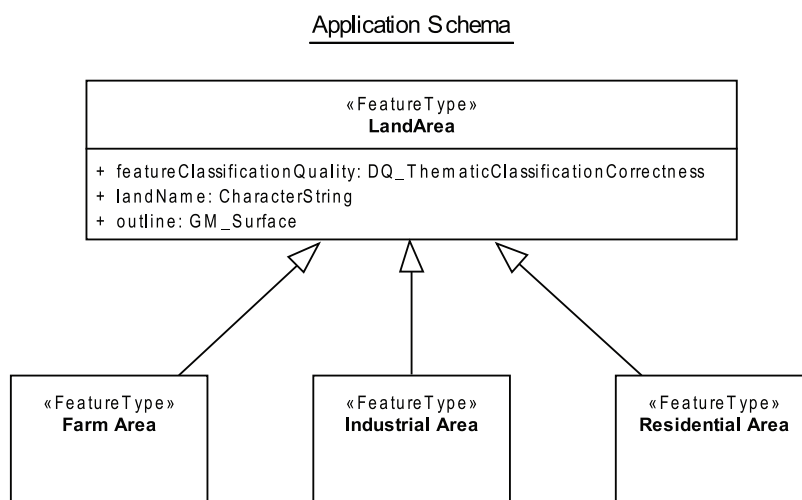 Application Schema
«FeatureType»
LandArea
+ featureClassificationQuality: DQ_ThematicClassificationCorrectness
+ landName: CharacterString
+ outline: GM_Surface
«FeatureType»
Farm Area
«FeatureType»
Industrial Area
«FeatureType»
Residential Area